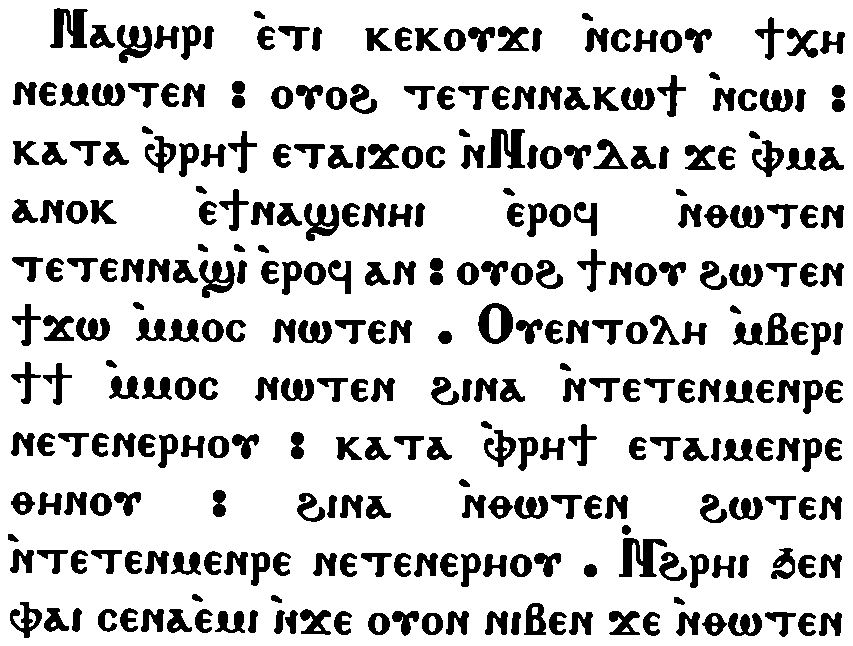 Ⲛⲁϣⲏⲣⲓ ⲉ̀ⲧⲓ ⲕⲉⲕⲟⲩϫⲓ ⲛ̀ⲥⲏⲟⲩ ϯⲭⲏ
ⲛⲉⲙⲱⲧⲉⲛ : ⲟⲩⲟϩ ⲧⲉⲧⲉⲛⲛⲁⲕⲱϯ ⲛ̀ⲥⲱⲓ :
ⲕⲁⲧⲁ ⲫ̀ⲣⲏϯ ⲉⲧⲁⲓϫⲟⲥ ⲛ̀Ⲛⲓⲟⲩⲇⲁⲓ ϫⲉ ⲫ̀ⲙⲁ
ⲁⲛⲟⲕ ⲉ̀ϯⲛⲁϣⲉⲛⲏⲓ ⲉ̀ⲣⲟϥ ⲛ̀ⲑⲱⲧⲉⲛ
ⲧⲉⲧⲉⲛⲛⲁϣ̀ⲓ̀ ⲉ̀ⲣⲟϥ ⲁⲛ : ⲟⲩⲟϩ ϯⲛⲟⲩ ϩⲱⲧⲉⲛ
ϯϫⲱ ⲙ̀ⲙⲟⲥ ⲛⲱⲧⲉⲛ . Ⲟⲩⲉⲛⲧⲟⲗⲏ ⲙ̀ⲃⲉⲣⲓ
ϯϯ ⲙ̀ⲙⲟⲥ ⲛⲱⲧⲉⲛ ϩⲓⲛⲁ ⲛ̀ⲧⲉⲧⲉⲛⲙⲉⲛⲣⲉ
ⲛⲉⲧⲉⲛⲉⲣⲏⲟⲩ : ⲕⲁⲧⲁ ⲫ̀ⲣⲏϯ ⲉⲧⲁⲓⲙⲉⲛⲣⲉ
ⲑⲏⲛⲟⲩ : ϩⲓⲛⲁ ⲛ̀ⲑⲱⲧⲉⲛ ϩⲱⲧⲉⲛ
ⲛ̀ⲧⲉⲧⲉⲛⲙⲉⲛⲣⲉ ⲛⲉⲧⲉⲛⲉⲣⲏⲟⲩ . Ⲛ̇ϩⲣⲏⲓ ϧⲉⲛ
ⲫⲁⲓ ⲥⲉⲛⲁⲉ̀ⲙⲓ ⲛ̀ϫⲉ ⲟⲩⲟⲛ ⲛⲓⲃⲉⲛ ϫⲉ ⲛ̀ⲑⲱⲧⲉⲛ